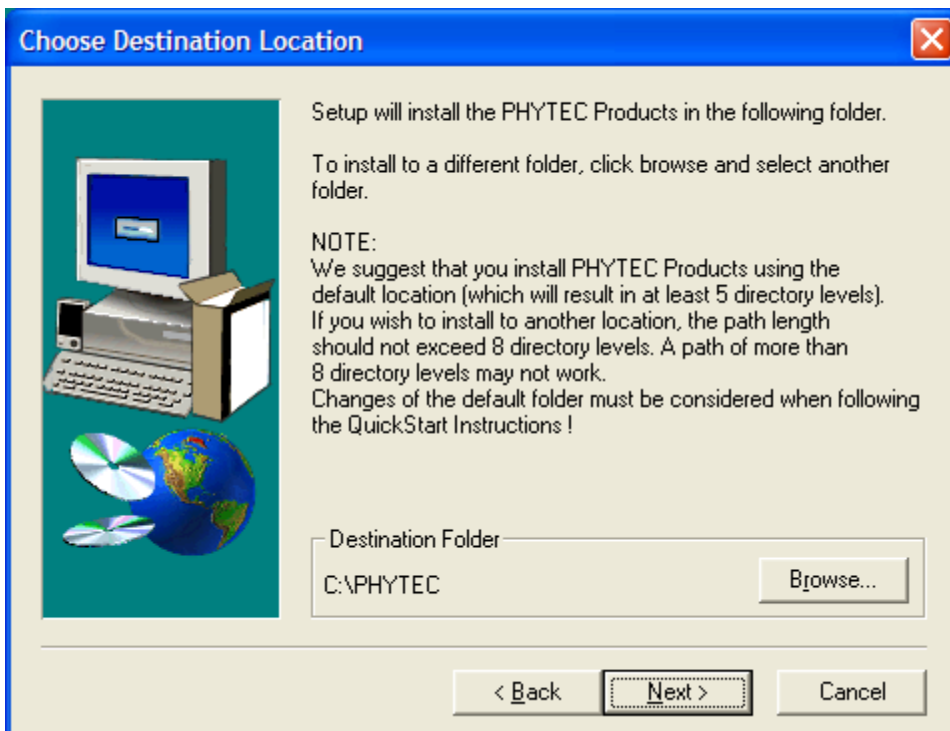 Choose Destination Location
Setup will install the PHYTEC Products in the following folder.
To install to a different folder, click browse and select another
folder.
NOTE:
We suggest that you install PHYTEC Products using the
default location (which will result in at least 5 directory levels).
If you wish to install to another location, the path length
should not exceed 8 directory levels. A path of more than
8 directory levels may not work.
Changes of the default folder must be considered when following
the QuickStart Instructions !
Destination Folder
C:\PHYTEC
Browse...
< Back
Next >
Cancel